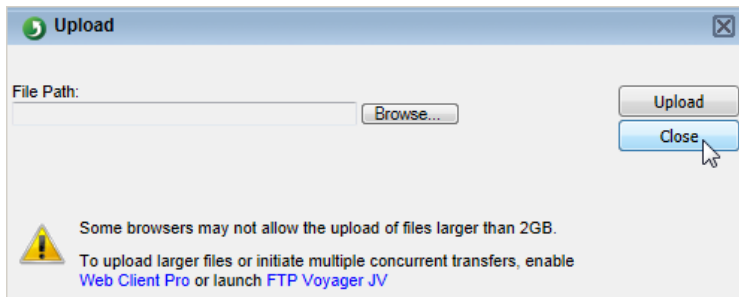 Upload
File Path:
Browse...
Upload
Close
Some browsers may not allow the upload of files larger than 2GB.
To upload larger files or initiate multiple concurrent transfers, enable
Web Client Pro or launch FTP Voyager JV